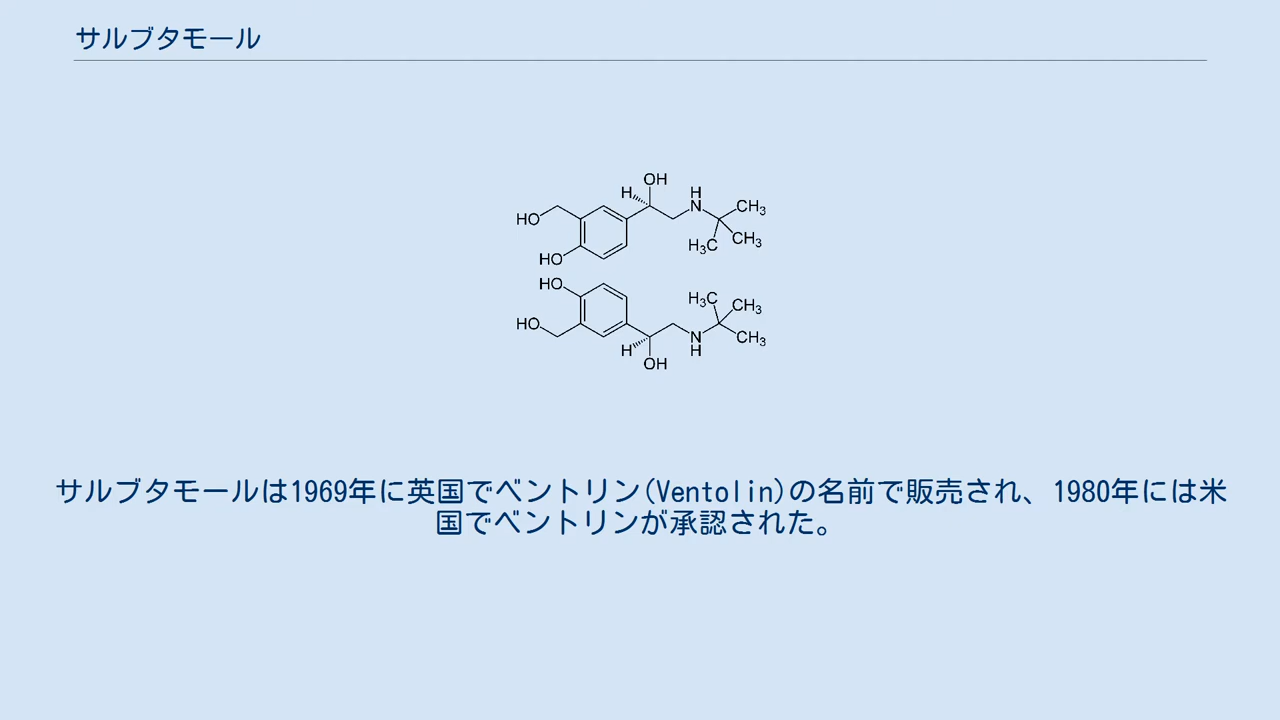 サルブタモール
OH
H
H
N
CH3
HO
H3C
CH3
HO
HO
H3C
CH3
HO
H
N
H
CH3
OH
サルブタモールは1969年に英国でベントリン(Ventolin)の名前で販売され、1980年には米
国でベントリンが承認された。